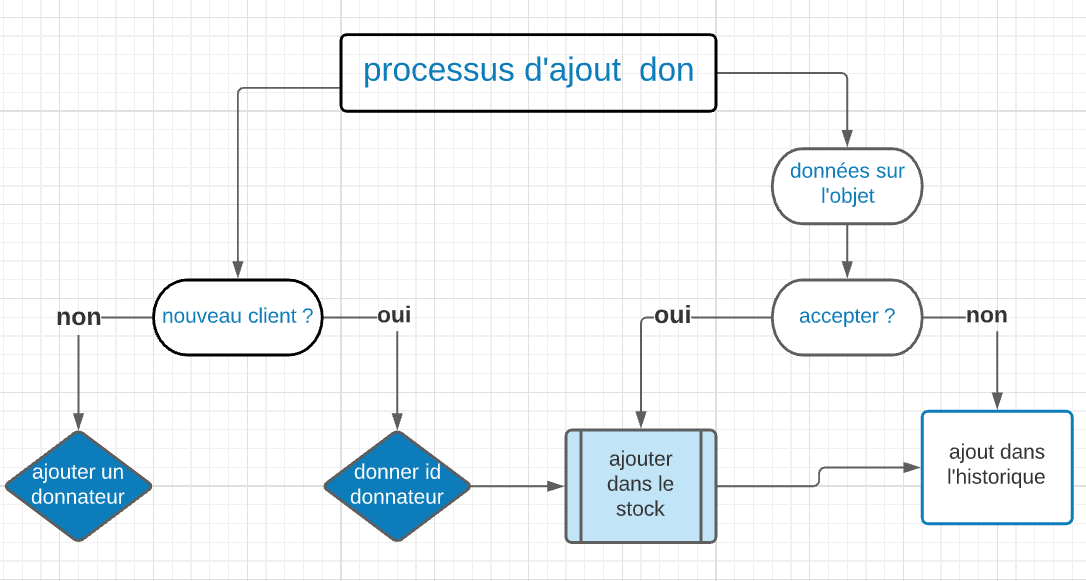 processus d'ajout  don
données sur
l'objet
non
nouveau client ?
oui
oui
accepter ?
non
ajouter un
donnateur
donner id
donnateur
ajouter
dans le
stock
ajout dans
l'historique